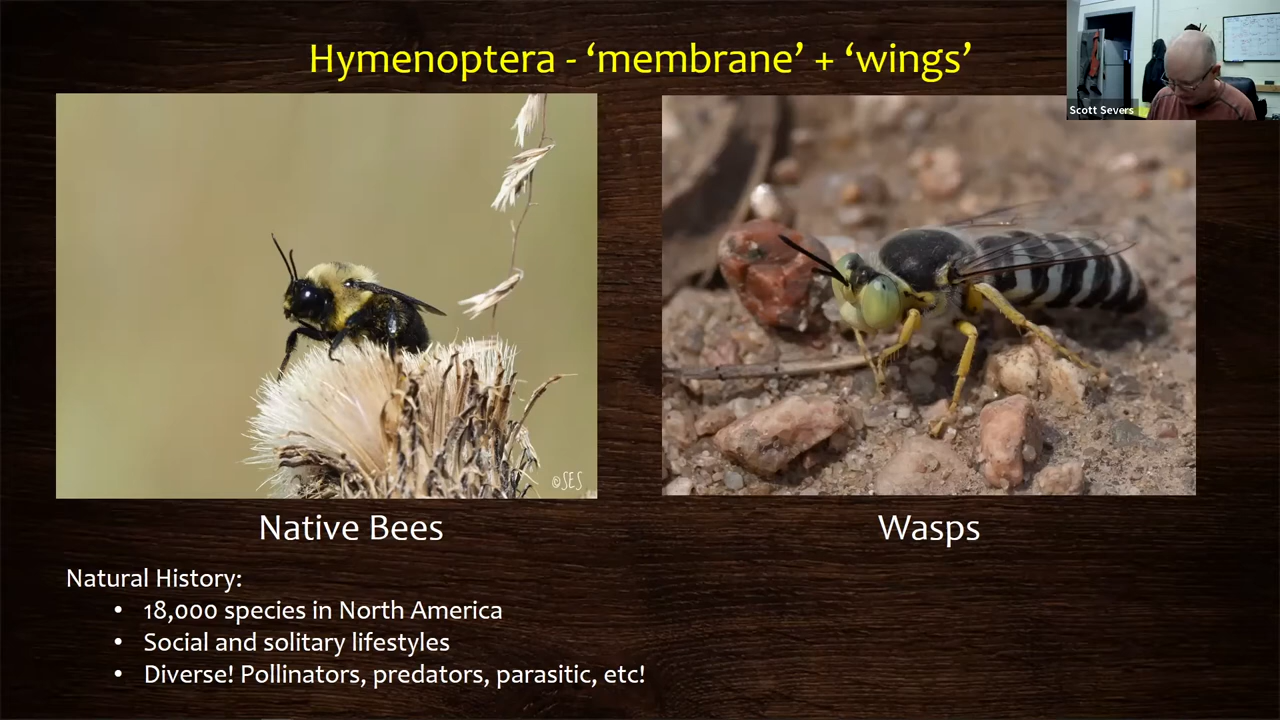 Hymenoptera - ‘membrane’ + ‘wings’
Scott Severs
©SES
Native Bees
Wasps
Natural History:
• 18,000 species in North America
• Social and solitary lifestyles
• Diverse! Pollinators, predators, parasitic, etc!